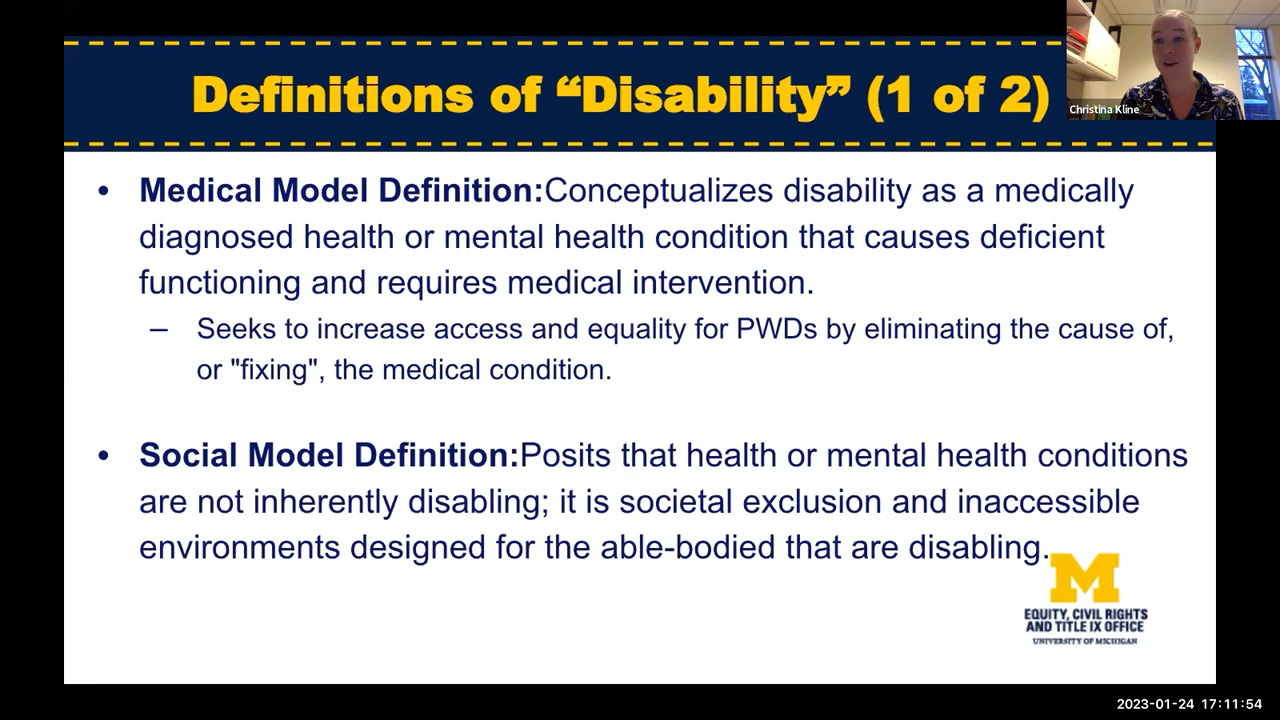 Definitions of “Disability” (1 of 2)
Christina Kline
• Medical Model Definition:Conceptualizes disability as a medically
diagnosed health or mental health condition that causes deficient
functioning and requires medical intervention.
– Seeks to increase access and equality for PWDs by eliminating the cause of,
or "fixing", the medical condition.
• Social Model Definition:Posits that health or mental health conditions
are not inherently disabling; it is societal exclusion and inaccessible
environments designed for the able-bodied that are disabling.
M
EQUITY, CIVIL RIGHTS
AND TITLE IX OFFICE
UNIVERSITY OF MICHIGAN
2023-01-24 17:11:54